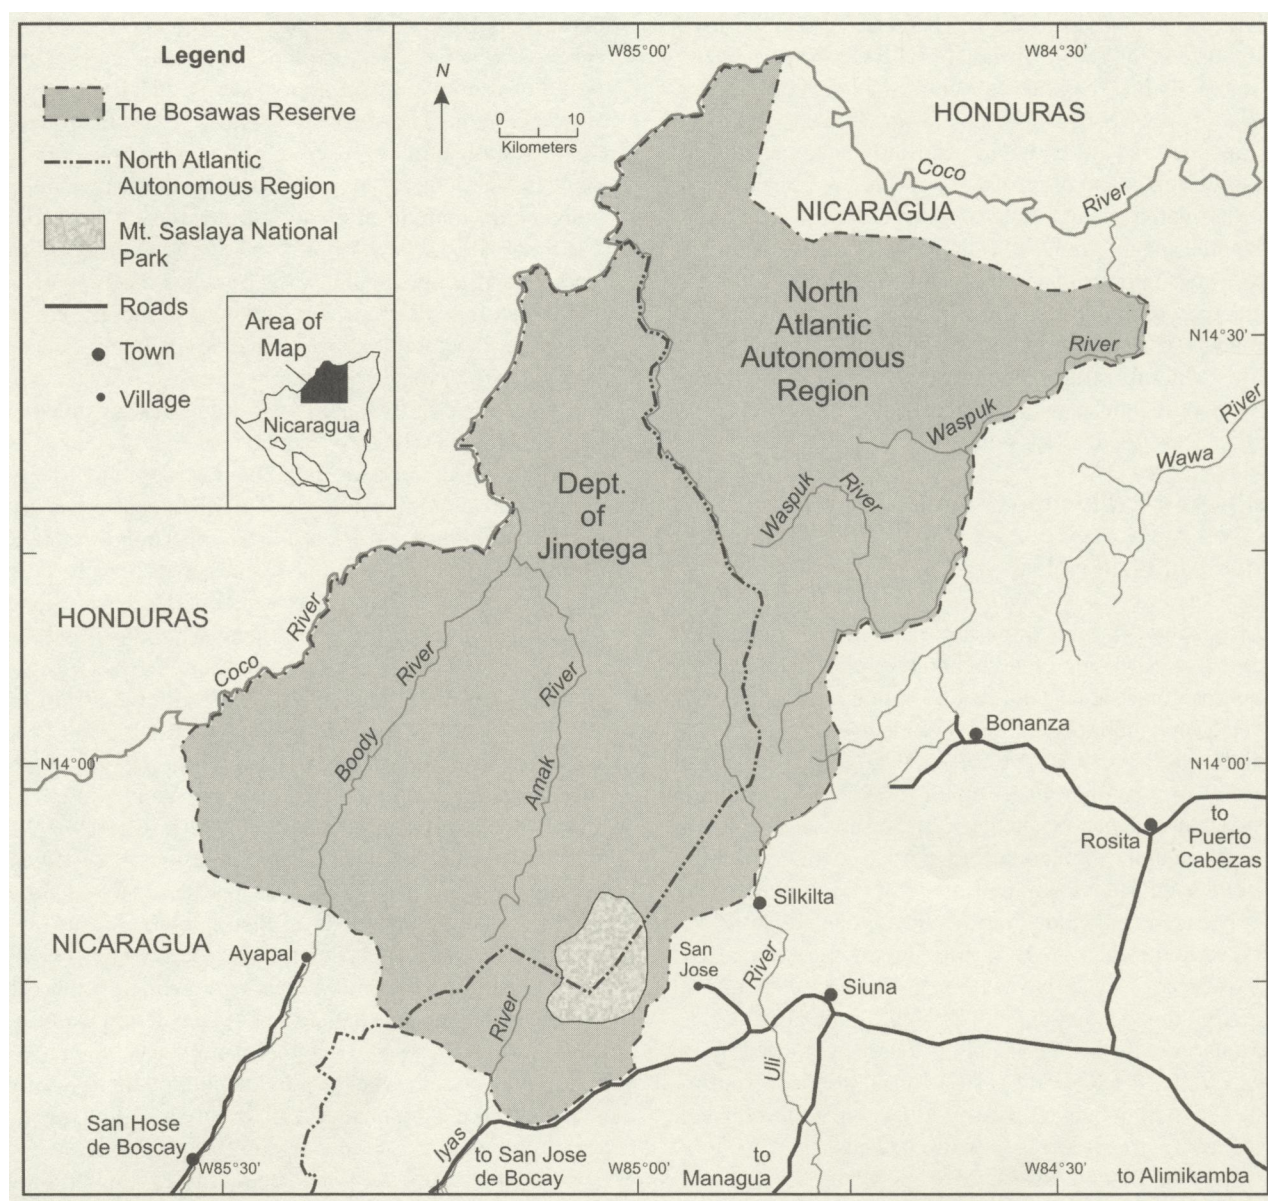 Legend
The Bosawas Reserve
North Atlantic
Autonomous Region
Mt. Saslaya National
Park
Roads
Town
Village
Area of
Map
Nicaragua
N
0 10
Kilometers
W85°00'
W84°30'
HONDURAS
Coco
River
NICARAGUA
North
Atlantic
Autonomous
Region
N14°30'
River
Waspuk
River
Wawa
Waspuk
River
Dept.
of
Jinotega
HONDURAS
River
Coco
River
River
Boody
Amak
N14°00'
N14°00'
Bonanza
Rosita
to
Puerto
Cabezas
Silkilta
NICARAGUA
Ayapal
San
Jose
River
Siuna
River
Uli
San Hose
de Boscay
Iyas
to San Jose
de Bocay
to
Managua
to Alimikamba
W85°30'
W85°00'
W84°30'